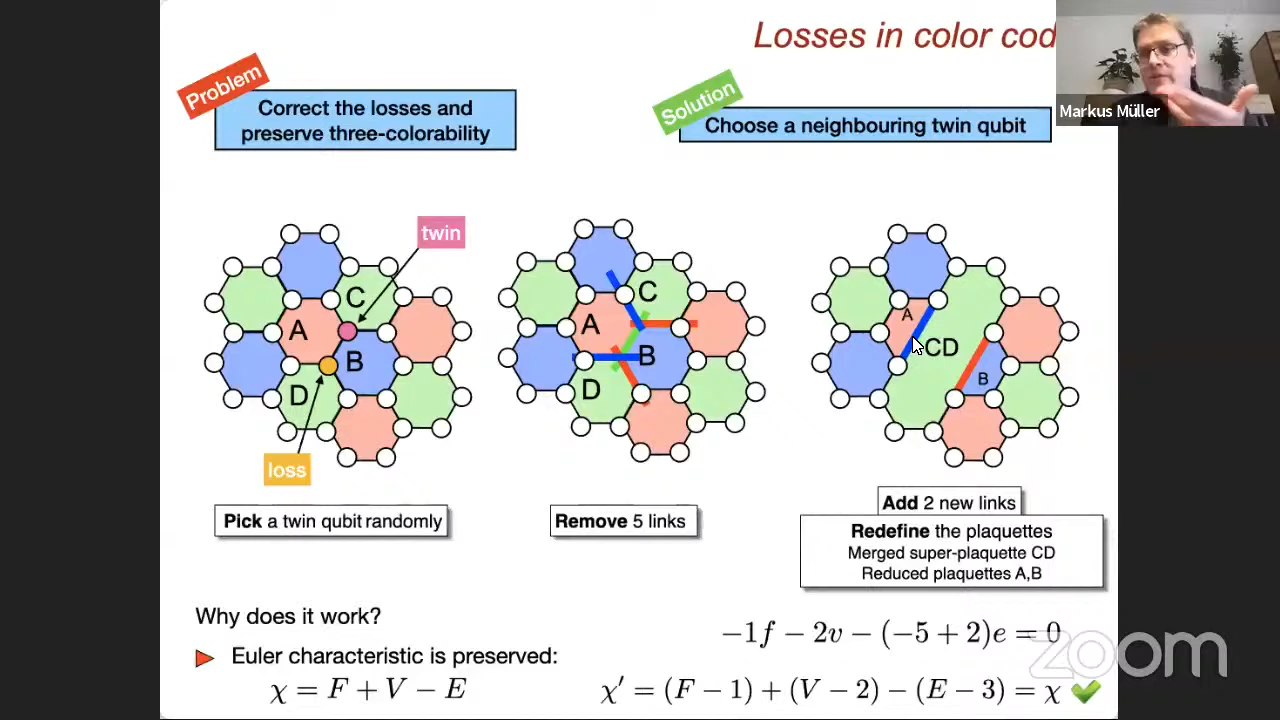 Losses in color cod
Markus Müller
Problem
Correct the losses and
preserve three-colorability
Solution
Choose a neighbouring twin qubit
twin
C
A
B
D
loss
C
A
B
D
A
CD
B
Pick a twin qubit randomly
Remove 5 links
Add 2 new links
Redefine the plaquettes
Merged super-plaquette CD
Reduced plaquettes A,B
Why does it work?
Euler characteristic is preserved:
χ = F + V − E
−1f − 2v − (−5 + 2)e = 0
χ′ = (F − 1) + (V − 2) − (E − 3) = χ
zoom